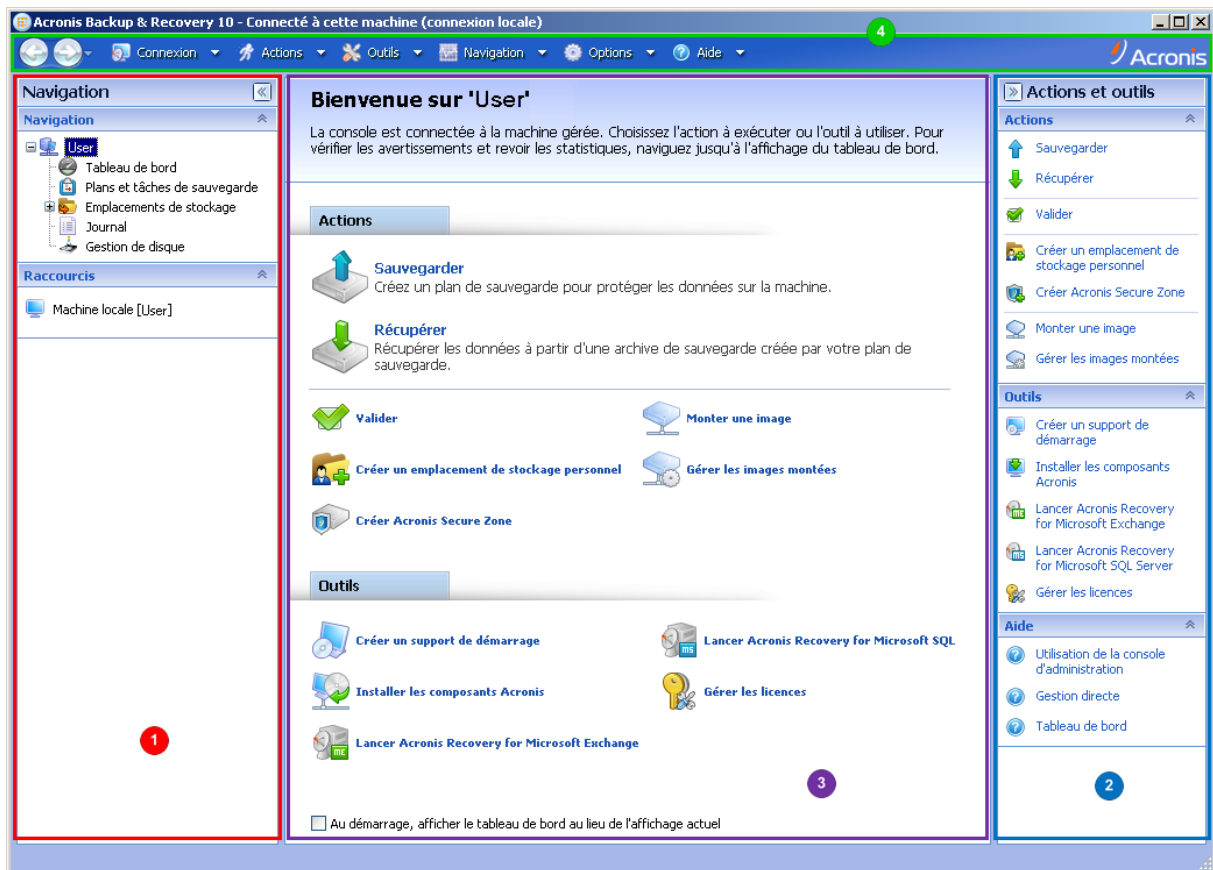 Acronis Backup & Recovery 10 - Connecté à cette machine (connexion locale)
4
Connexion
Actions
Outils
Navigation
Options
Aide
Acronis
Navigation
Navigation
User
Tableau de bord
Plans et tâches de sauvegarde
Emplacements de stockage
Journal
Gestion de disque
Raccourcis
Machine locale [User]
1
Bienvenue sur 'User'
La console est connectée à la machine gérée. Choisissez l'action à exécuter ou l'outil à utiliser. Pour
vérifier les avertissements et revoir les statistiques, naviguez jusqu'à l'affichage du tableau de bord.
Actions
Sauvegarder
Créez un plan de sauvegarde pour protéger les données sur la machine.
Récupérer
Récupérer les données à partir d'une archive de sauvegarde créée par votre plan de
sauvegarde.
Valider
Monter une image
Créer un emplacement de stockage personnel
Gérer les images montées
Créer Acronis Secure Zone
Outils
Créer un support de démarrage
Lancer Acronis Recovery for Microsoft SQL
MS
Installer les composants Acronis
Gérer les licences
Lancer Acronis Recovery for Microsoft Exchange
ME
3
Au démarrage, afficher le tableau de bord au lieu de l'affichage actuel
Actions et outils
Actions
Sauvegarder
Récupérer
Valider
Créer un emplacement de
stockage personnel
Créer Acronis Secure Zone
Monter une image
Gérer les images montées
Outils
Créer un support de
démarrage
Installer les composants
Acronis
Lancer Acronis Recovery
for Microsoft Exchange
ME
Lancer Acronis Recovery
for Microsoft SQL Server
MS
Gérer les licences
Aide
Utilisation de la console
d'administration
Gestion directe
Tableau de bord
2